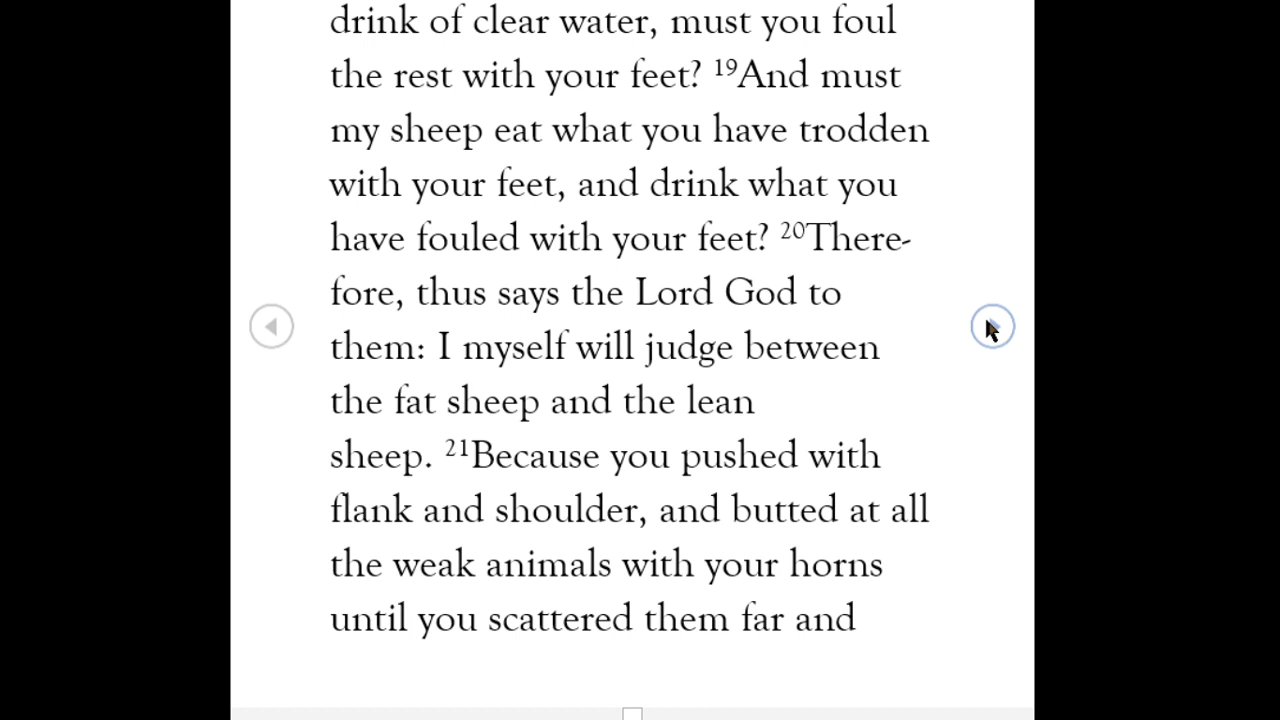 drink of clear water, must you foul
the rest with your feet? 19And must
my sheep eat what you have trodden
with your feet, and drink what you
have fouled with your feet? 20There-
fore, thus says the Lord God to
them: I myself will judge between
the fat sheep and the lean
sheep. 21Because you pushed with
flank and shoulder, and butted at all
the weak animals with your horns
until you scattered them far and